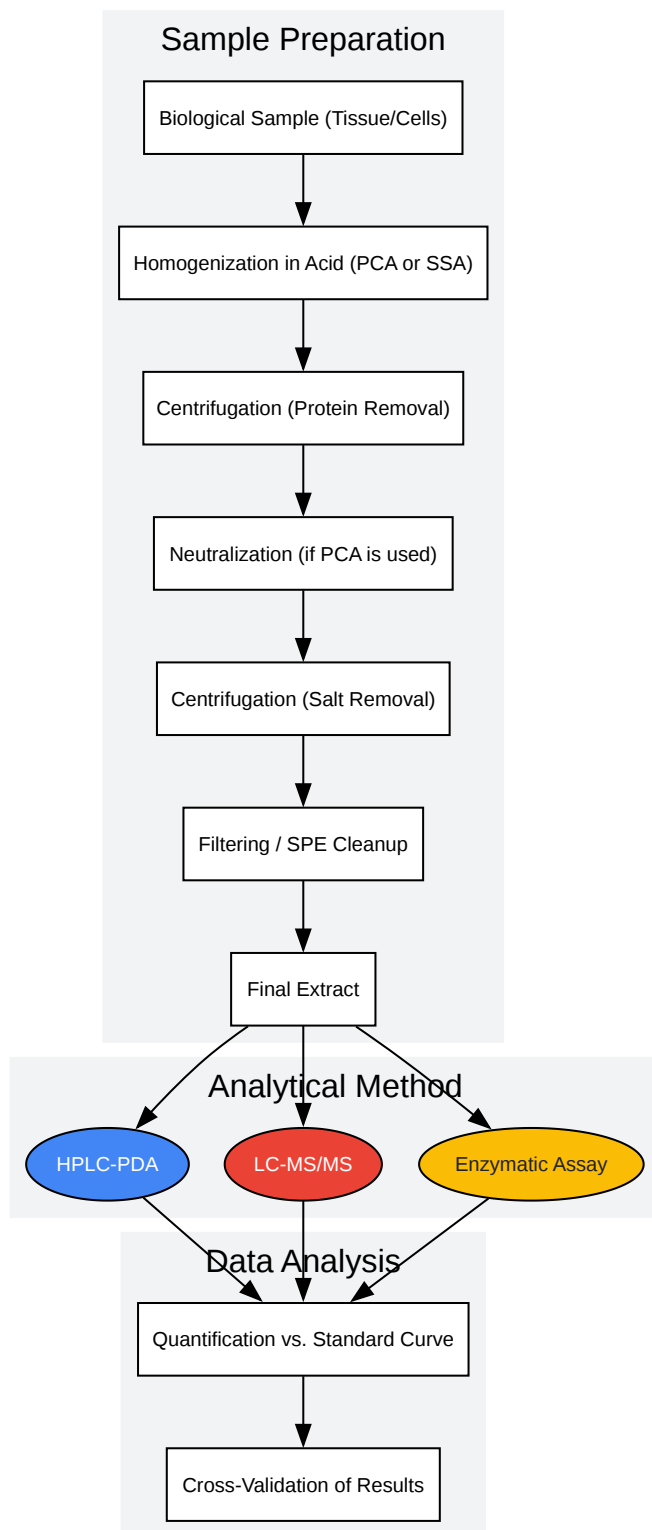 Sample Preparation
Biological Sample (Tissue/Cells)
Homogenization in Acid (PCA or SSA)
Centrifugation (Protein Removal)
Neutralization (if PCA is used)
Centrifugation (Salt Removal)
Filtering / SPE Cleanup
Final Extract
Analytical Method
HPLC-PDA
LC-MS/MS
Enzymatic Assay
Data Analysis
Quantification vs. Standard Curve
Cross-Validation of Results